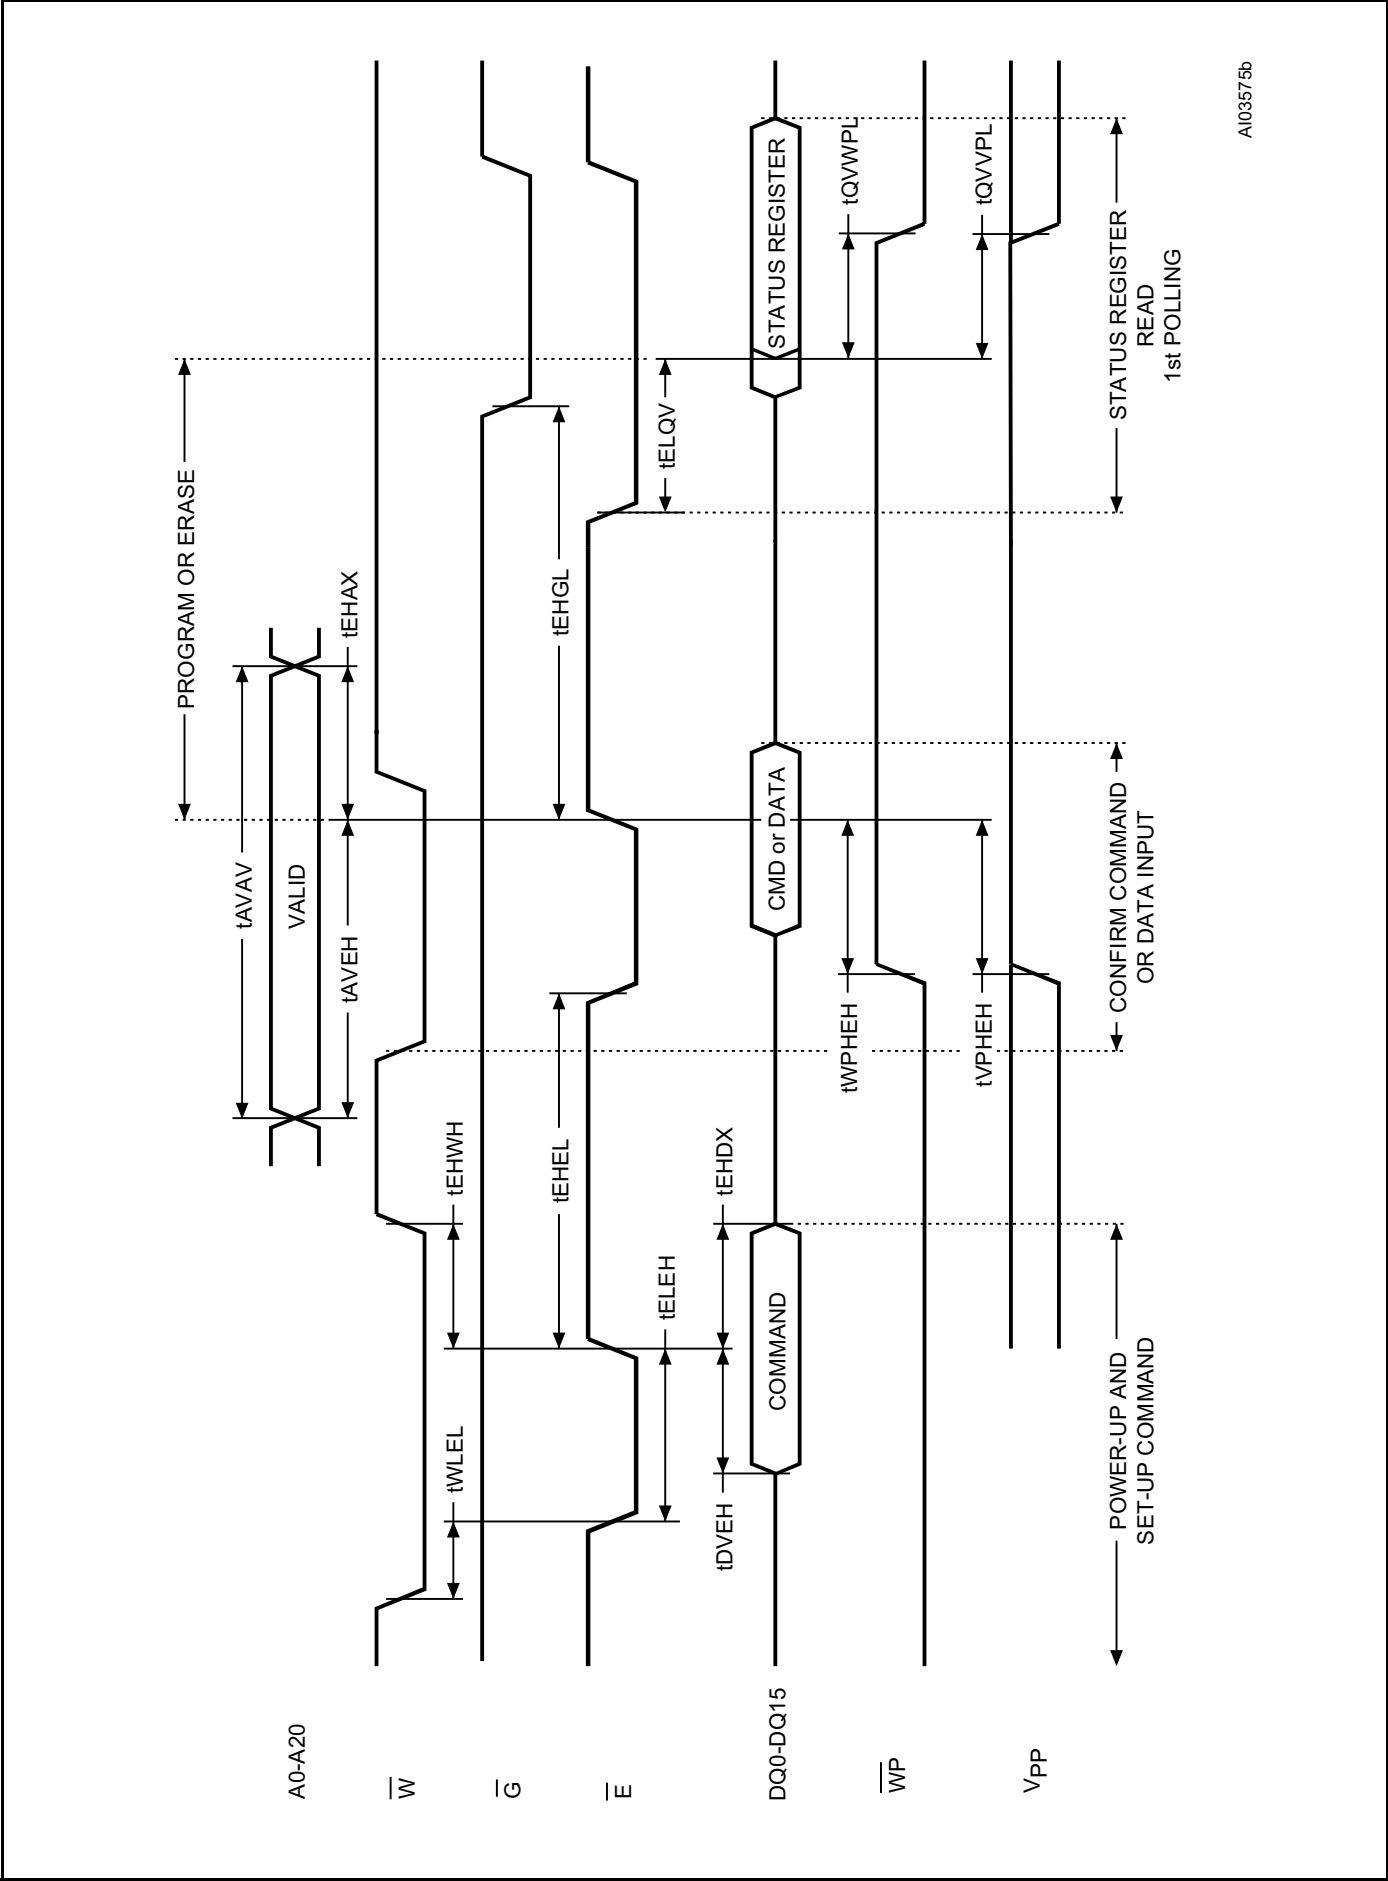 PROGRAM OR ERASE
tAVAV
A0-A20
VALID
tAVEH
tEHAX
W
tWLEL
tEHWH
G
tEHEL
tEHGL
E
tELEH
tELQV
tDVEH
tEHDX
DQ0-DQ15
COMMAND
CMD or DATA
STATUS REGISTER
tWPHEH
tQVWPL
WP
tVPHEH
tQVVPL
VPP
POWER-UP AND
SET-UP COMMAND
CONFIRM COMMAND
OR DATA INPUT
STATUS REGISTER
READ
1st POLLING
AI03575b